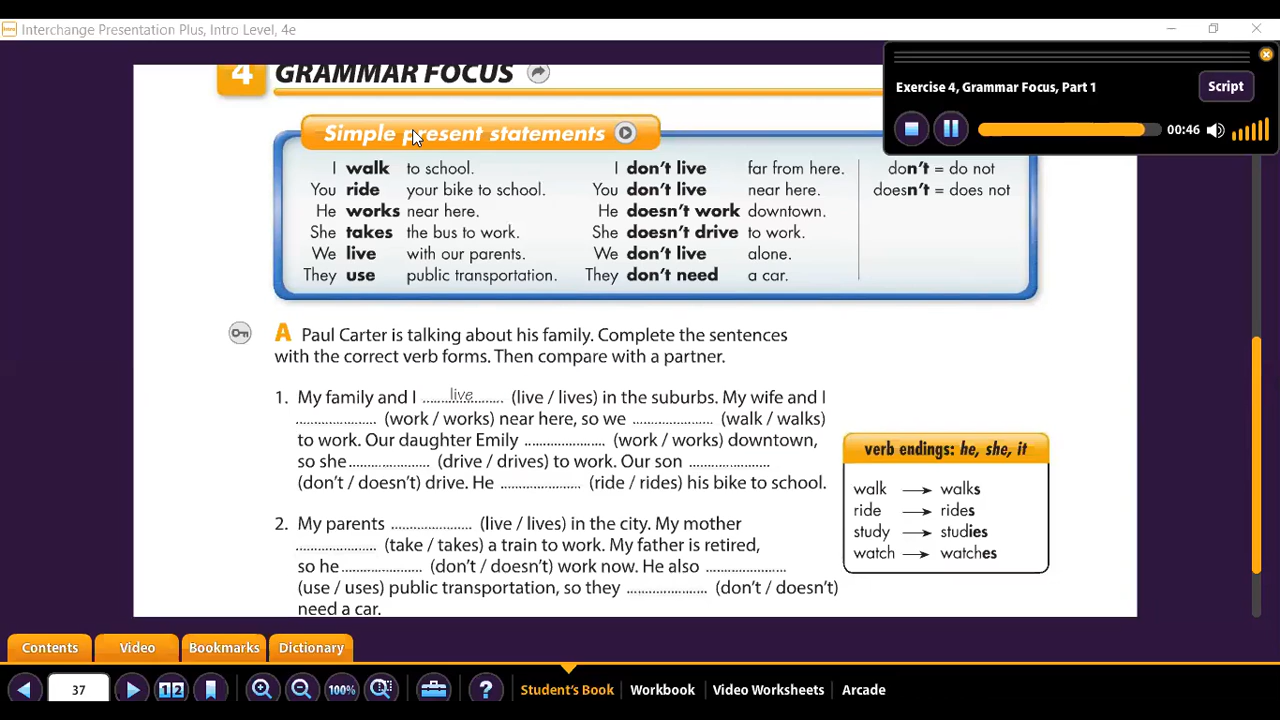 Interchange Presentation Plus, Intro Level, 4e
4 GRAMMAR FOCUS
Exercise 4, Grammar Focus, Part 1
Script
00:46
Simple present statements
I walk to school. I don't live far from here. don't = do not
You ride your bike to school. You don't live near here. doesn't = does not
He works near here. He doesn't work downtown.
She takes the bus to work. She doesn't drive to work.
We live with our parents. We don't live alone.
They use public transportation. They don't need a car.
A Paul Carter is talking about his family. Complete the sentences
with the correct verb forms. Then compare with a partner.
1. My family and I ......live...... (live / lives) in the suburbs. My wife and I
.................... (work / works) near here, so we .................... (walk / walks)
to work. Our daughter Emily .................... (work / works) downtown,
so she .................... (drive / drives) to work. Our son ....................
(don't / doesn't) drive. He .................... (ride / rides) his bike to school.
2. My parents .................... (live / lives) in the city. My mother
.................... (take / takes) a train to work. My father is retired,
so he .................... (don't / doesn't) work now. He also ....................
(use / uses) public transportation, so they .................... (don't / doesn't)
need a car.
verb endings: he, she, it
walk → walks
ride → rides
study → studies
watch → watches
Contents Video Bookmarks Dictionary
37 12 100% ? Student's Book Workbook Video Worksheets Arcade